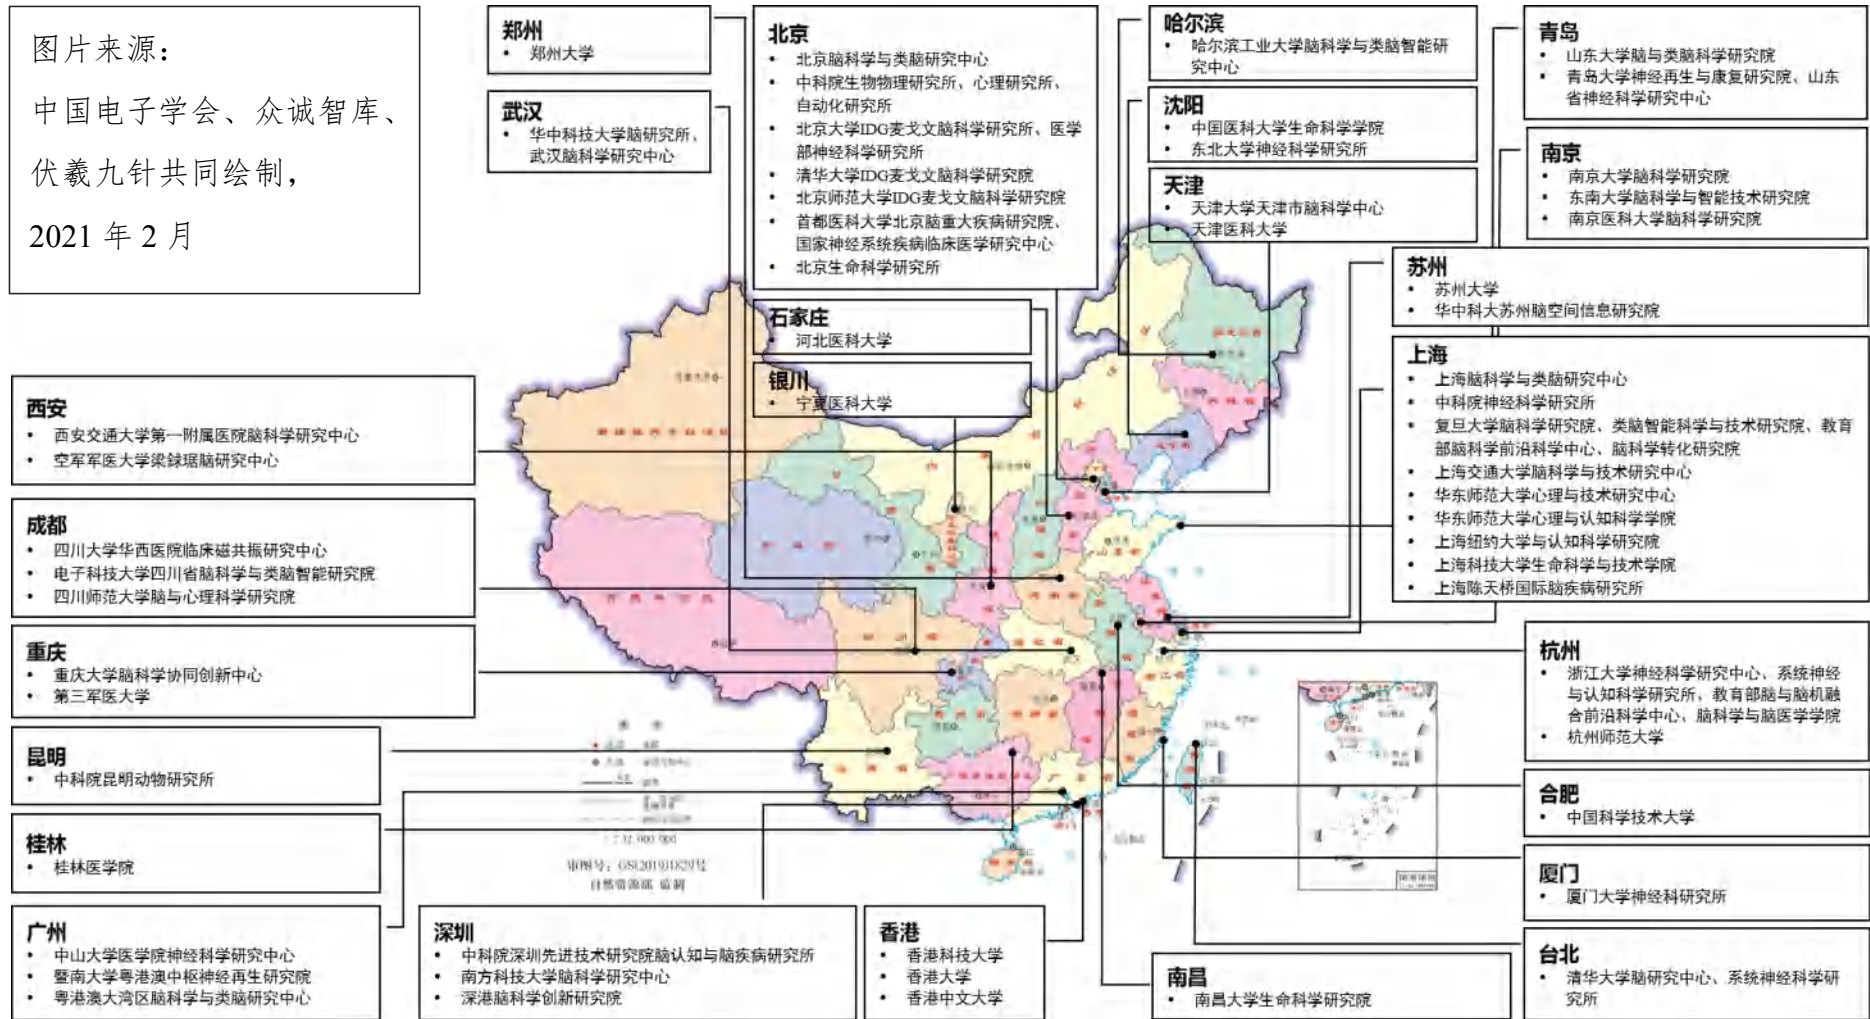 图片来源：
中国电子学会、众诚智库、
伏羲九针共同绘制，
2021 年 2 月
郑州
• 郑州大学
武汉
• 华中科技大学脑研究所、
武汉脑科学研究中心
北京
• 北京脑科学与类脑研究中心
• 中科院生物物理研究所、心理研究所、
自动化研究所
• 北京大学IDG麦戈文脑科学研究所、医学
部神经科学研究所
• 清华大学IDG麦戈文脑科学研究院
• 北京师范大学IDG麦戈文脑科学研究院
• 首都医科大学北京脑重大疾病研究院、
国家神经系统疾病临床医学研究中心
• 北京生命科学研究所
石家庄
• 河北医科大学
银川
• 宁夏医科大学
哈尔滨
• 哈尔滨工业大学脑科学与类脑智能研
究中心
沈阳
• 中国医科大学生命科学学院
• 东北大学神经科学研究所
天津
• 天津大学天津市脑科学中心
• 天津医科大学
青岛
• 山东大学脑与类脑科学研究院
• 青岛大学神经再生与康复研究院、山东
省神经科学研究中心
南京
• 南京大学脑科学研究院
• 东南大学脑科学与智能技术研究院
• 南京医科大学脑科学研究院
苏州
• 苏州大学
• 华中科大苏州脑空间信息研究院
上海
• 上海脑科学与类脑研究中心
• 中科院神经科学研究所
• 复旦大学脑科学研究院、类脑智能科学与技术研究院、教育
部脑科学前沿科学中心、脑科学转化研究院
• 上海交通大学脑科学与技术研究中心
• 华东师范大学心理与技术研究中心
• 华东师范大学心理与认知科学学院
• 上海纽约大学与认知科学研究院
• 上海科技大学生命科学与技术学院
• 上海陈天桥国际脑疾病研究所
西安
• 西安交通大学第一附属医院脑科学研究中心
• 空军军医大学梁銶琚脑研究中心
成都
• 四川大学华西医院临床磁共振研究中心
• 电子科技大学四川省脑科学与类脑智能研究院
• 四川师范大学脑与心理科学研究院
重庆
• 重庆大学脑科学协同创新中心
• 第三军医大学
昆明
• 中科院昆明动物研究所
桂林
• 桂林医学院
广州
• 中山大学医学院神经科学研究中心
• 暨南大学粤港澳中枢神经再生研究院
• 粤港澳大湾区脑科学与类脑研究中心
深圳
• 中科院深圳先进技术研究院脑认知与脑疾病研究所
• 南方科技大学脑科学研究中心
• 深港脑科学创新研究院
香港
• 香港科技大学
• 香港大学
• 香港中文大学
南昌
• 南昌大学生命科学研究院
杭州
• 浙江大学神经科学研究中心、系统神经
与认知科学研究所、教育部脑与脑机融
合前沿科学中心、脑科学与脑医学学院
• 杭州师范大学
合肥
• 中国科学技术大学
厦门
• 厦门大学神经科研究所
台北
• 清华大学脑研究中心、系统神经科学研
究所
审图号：GS(2019)1829号
自然资源部 监制